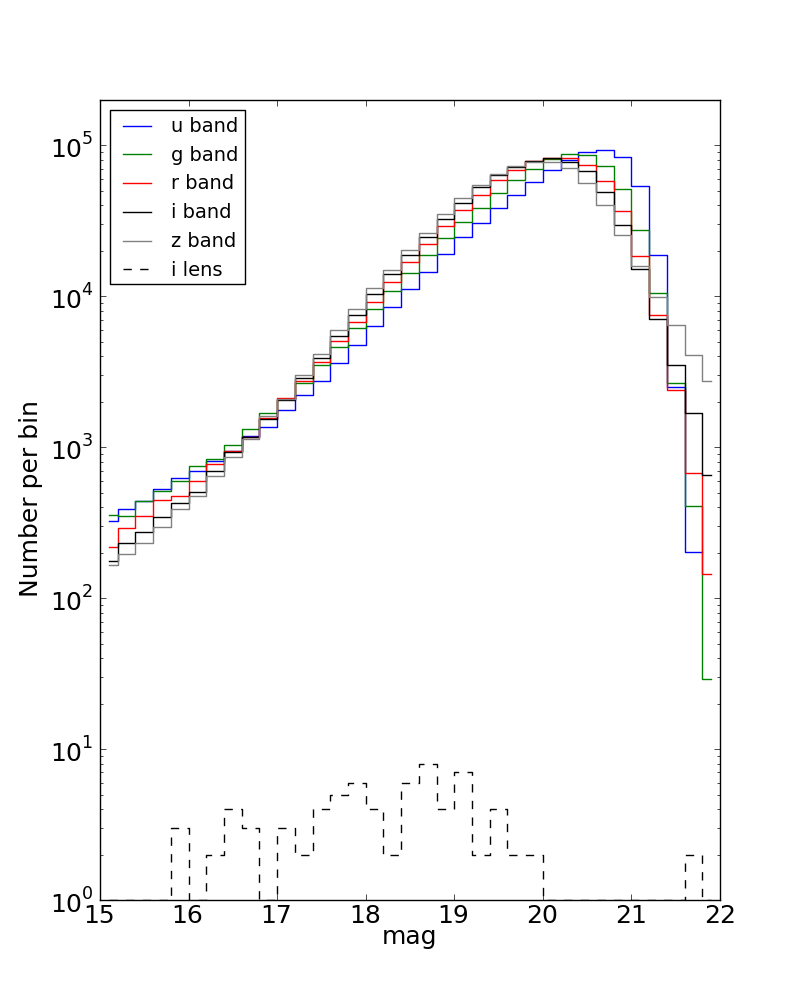 u band
g band
r band
i band
z band
i lens
10^5
10^4
10^3
10^2
10^1
10^0
Number per bin
15 16 17 18 19 20 21 22
mag